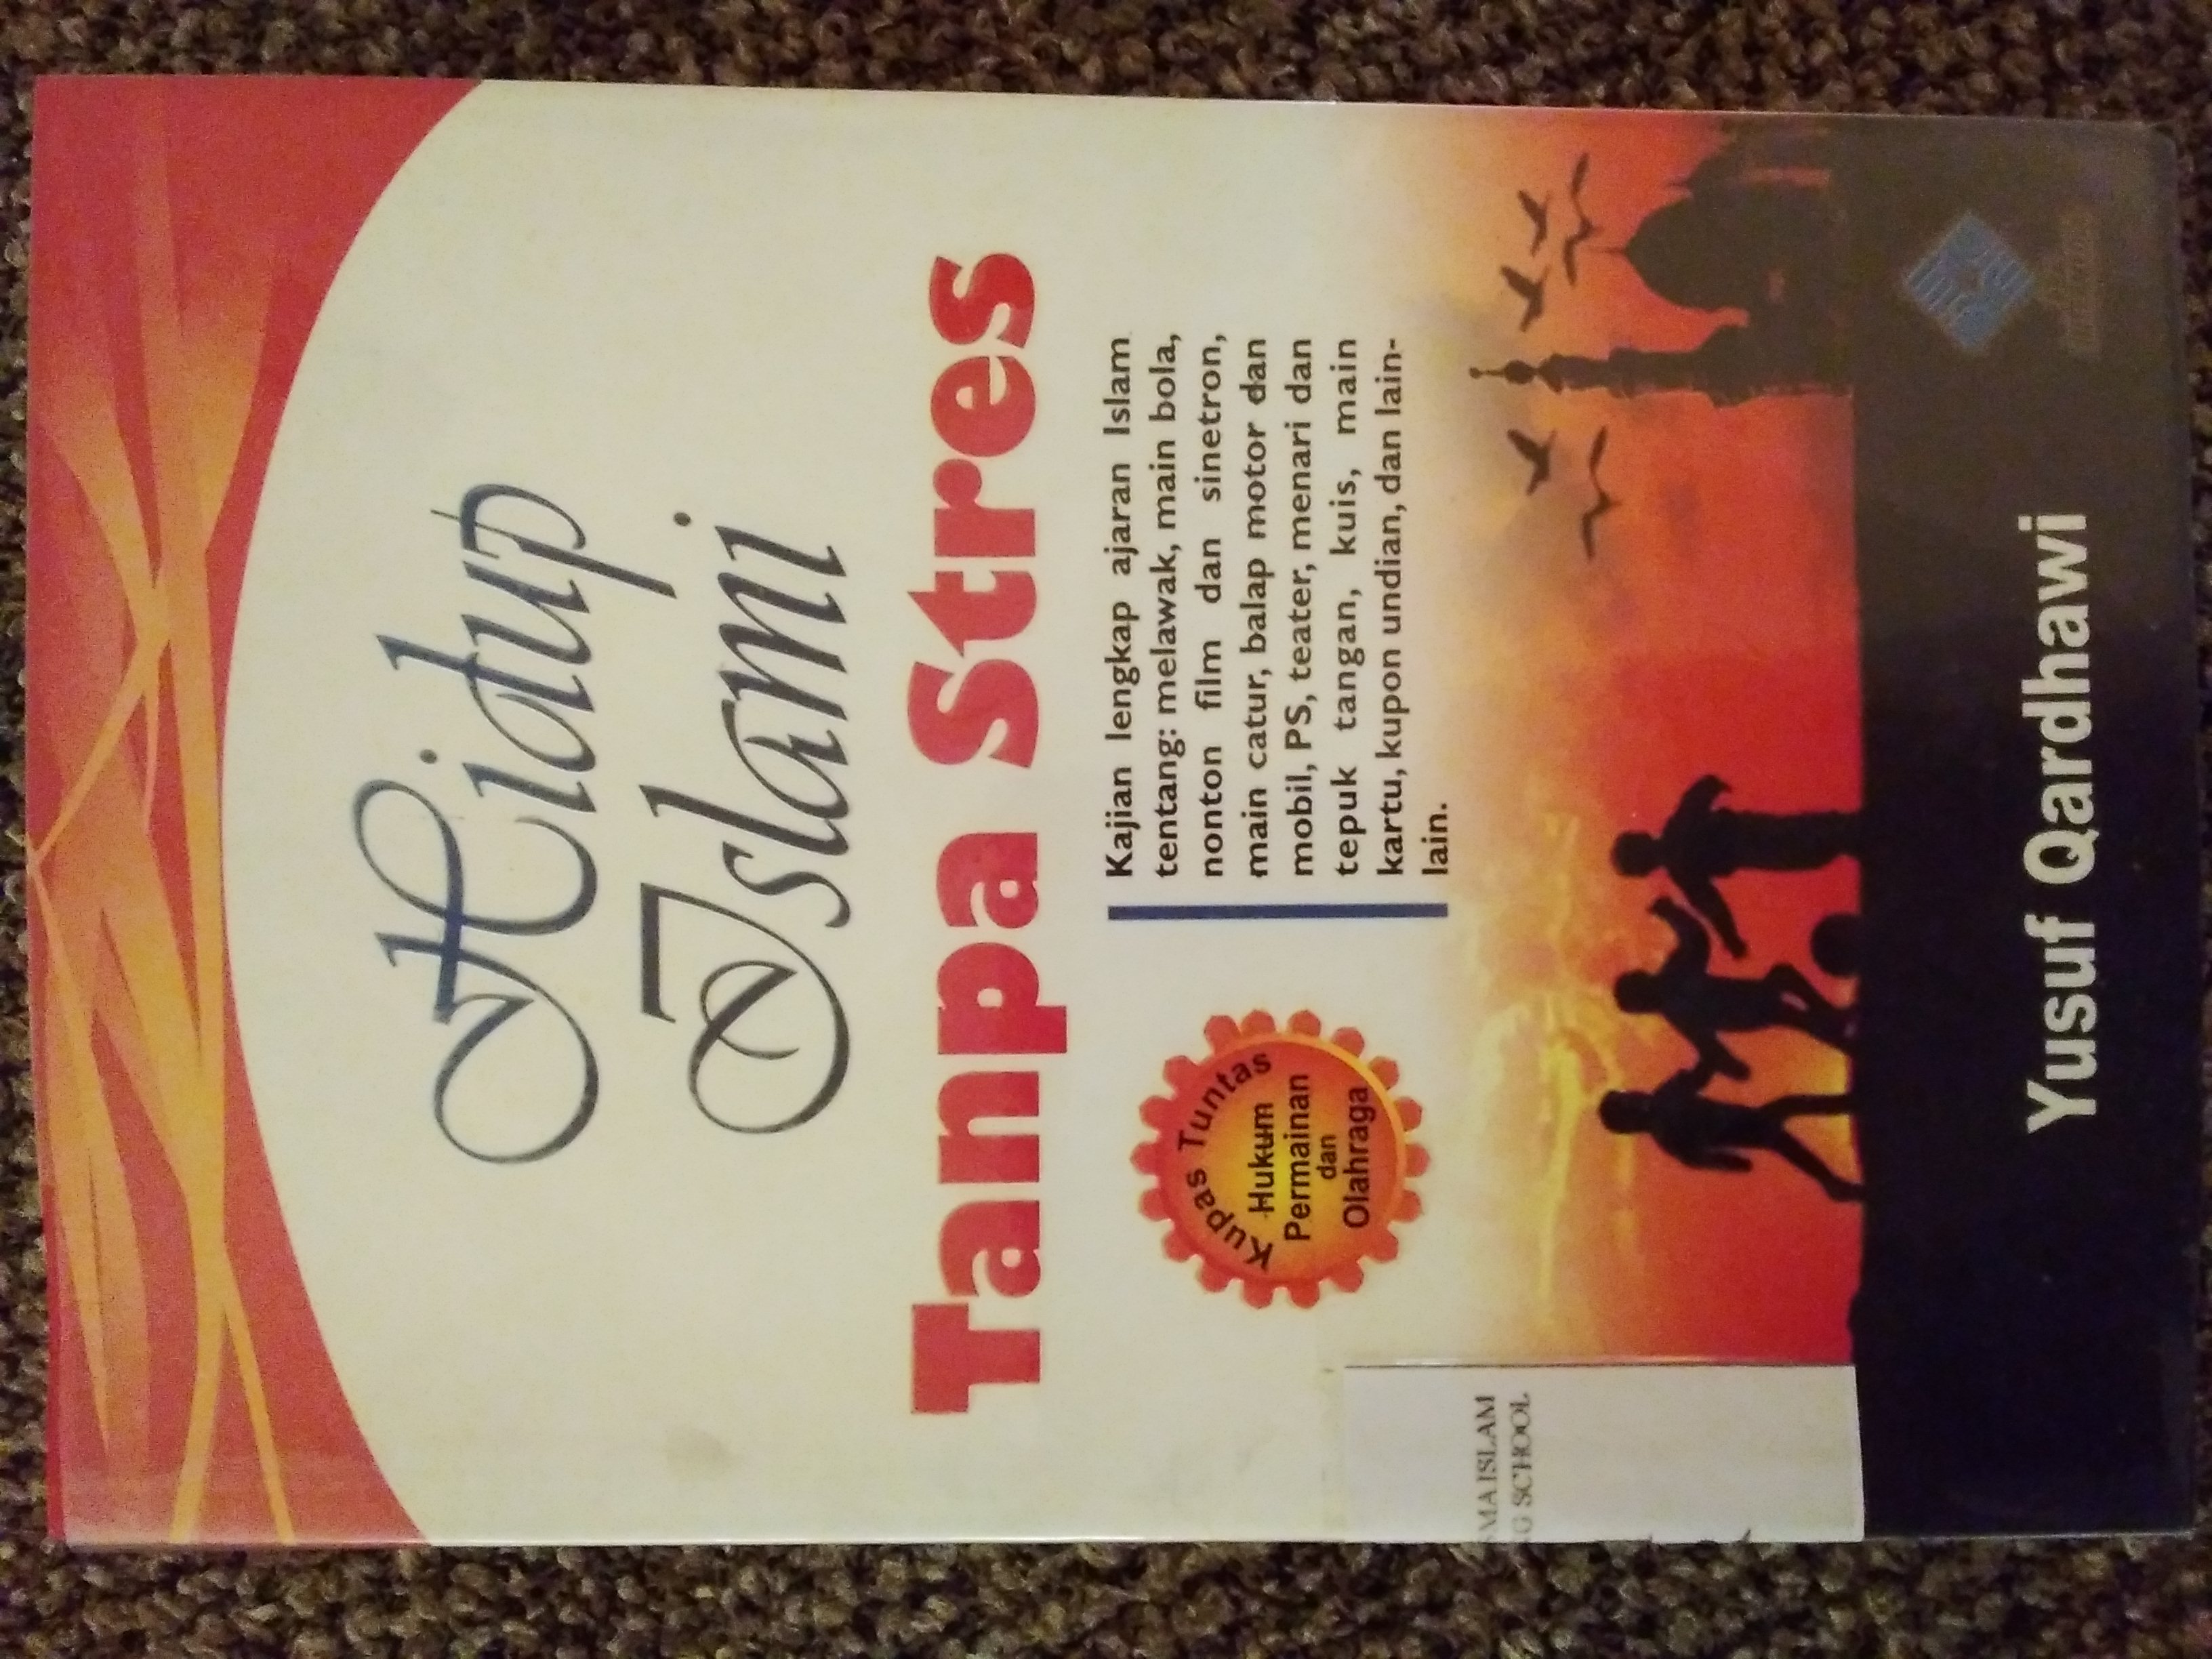 Hidup
Islami
Tanpa Stres
Kupas Tuntas
Hukum
Permainan
dan
Olahraga
Kajian lengkap ajaran Islam
tentang: melawak, main bola,
nonton film dan sinetron,
main catur, balap motor dan
mobil, PS, teater, menari dan
tepuk tangan, kuis, main
kartu, kupon undian, dan lain-
lain.
MA ISLAM
G SCHOOL
Yusuf Qardhawi